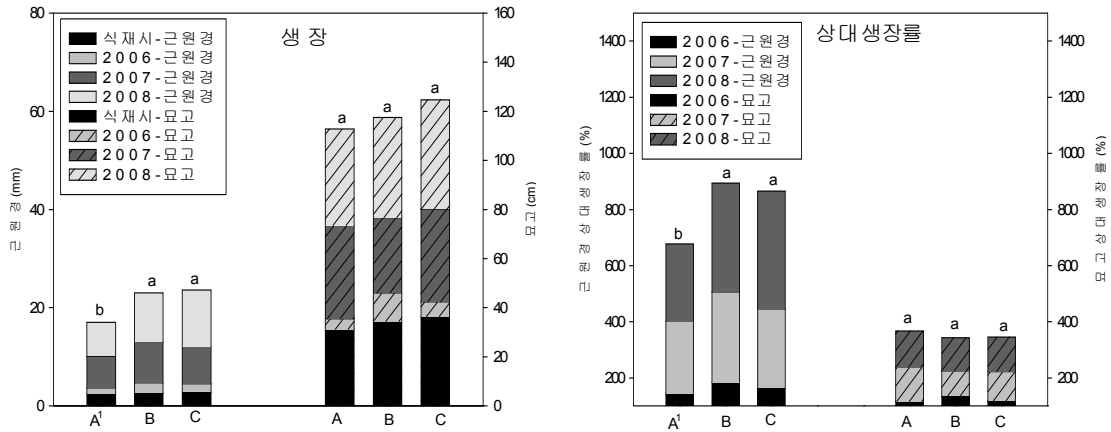 생 장
식재시-근원경
2006-근원경
2007-근원경
2008-근원경
식재시-묘고
2006-묘고
2007-묘고
2008-묘고
근 원 경 (mm)
80
60
40
20
0
b
a
a
a
a
a
A¹
B
C
A
B
C
160
140
120
100
80
60
40
20
0
묘고 (cm)
상대생장률
2006-근원경
2007-근원경
2008-근원경
2006-묘고
2007-묘고
2008-묘고
근 원 경 상 대 생 장 률 (%)
1400
1200
1000
800
600
400
200
b
a
a
a
a
a
A¹
B
C
A
B
C
1400
1200
1000
800
600
400
200
묘고 상 대 생 장 률 (%)